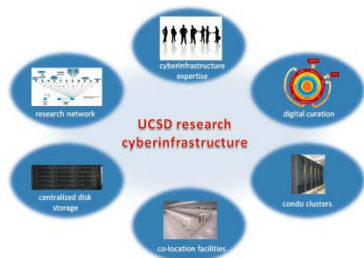 cyberinfrastructure
expertise
research network
digital curation
UCSD research
cyberinfrastructure
centralized disk
storage
condo clusters
co-location facilities